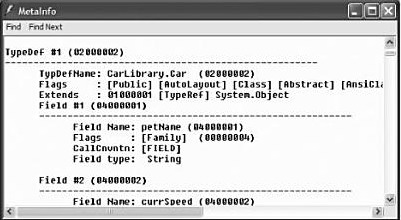 MetaInfo
Find Find Next
TypeDef #1 (02000002)
-------------------------------------------------------
TypDefName: CarLibrary.Car (02000002)
Flags : [Public] [AutoLayout] [Class] [Abstract] [AnsiCla
Extends : 01000001 [TypeRef] System.Object
Field #1 (04000001)
-------------------------------------------------------
Field Name: petName (04000001)
Flags : [Family] (00000004)
CallCnvntn: [FIELD]
Field type: String
Field #2 (04000002)
-------------------------------------------------------
Field Name: currSpeed (04000002)